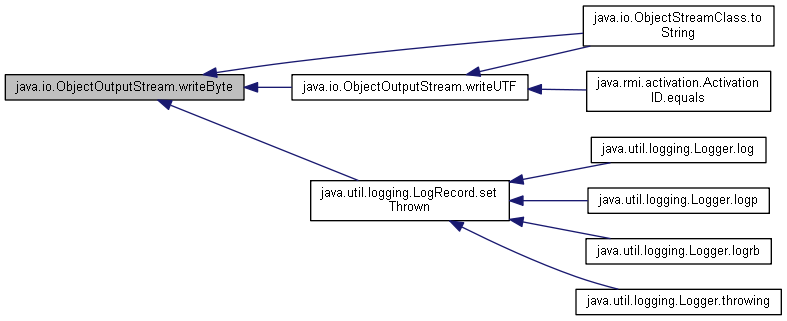 java.io.ObjectStreamClass.to
String
java.io.ObjectOutputStream.writeByte
java.io.ObjectOutputStream.writeUTF
java.rmi.activation.Activation
ID.equals
java.util.logging.Logger.log
java.util.logging.LogRecord.set
Thrown
java.util.logging.Logger.logp
java.util.logging.Logger.logrb
java.util.logging.Logger.throwing